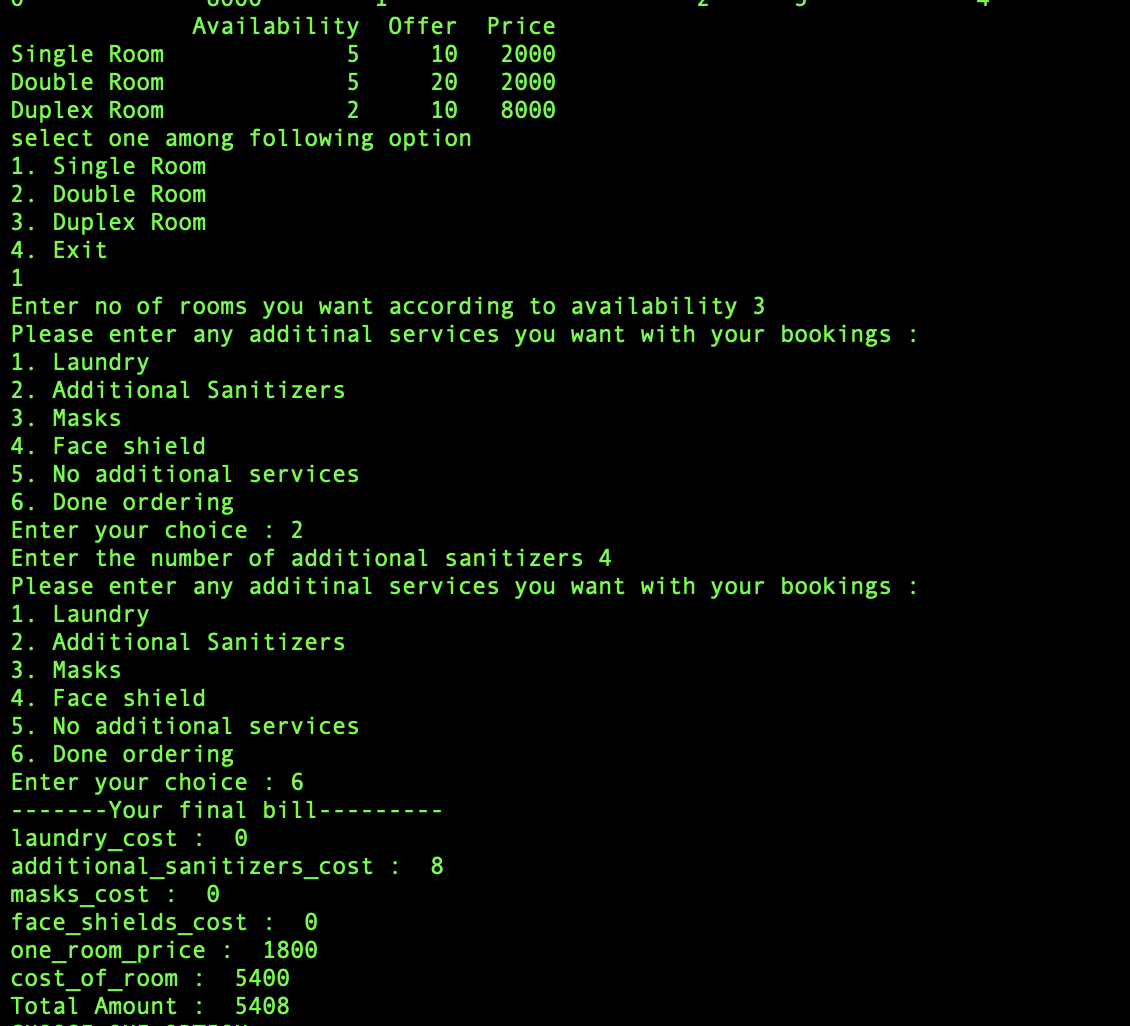 0 8000 1 2 5 4
Availability Offer Price
Single Room 5 10 2000
Double Room 5 20 2000
Duplex Room 2 10 8000
select one among following option
1. Single Room
2. Double Room
3. Duplex Room
4. Exit
1
Enter no of rooms you want according to availability 3
Please enter any additinal services you want with your bookings :
1. Laundry
2. Additional Sanitizers
3. Masks
4. Face shield
5. No additional services
6. Done ordering
Enter your choice : 2
Enter the number of additional sanitizers 4
Please enter any additinal services you want with your bookings :
1. Laundry
2. Additional Sanitizers
3. Masks
4. Face shield
5. No additional services
6. Done ordering
Enter your choice : 6
-------Your final bill---------
laundry_cost : 0
additional_sanitizers_cost : 8
masks_cost : 0
face_shields_cost : 0
one_room_price : 1800
cost_of_room : 5400
Total Amount : 5408